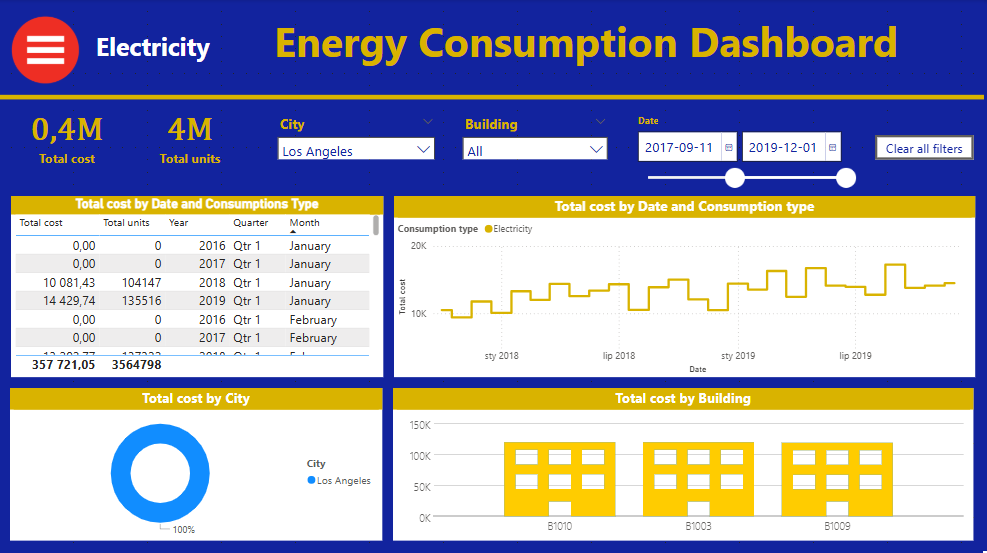 Electricity
Energy Consumption Dashboard
0,4M
Total cost
4M
Total units
City
Los Angeles
Building
All
Date
2017-09-11
2019-12-01
Clear all filters
Total cost by Date and Consumptions Type
Total cost Total units Year Quarter Month
0,00 0 2016 Qtr 1 January
0,00 0 2017 Qtr 1 January
10 081,43 104147 2018 Qtr 1 January
14 429,74 135516 2019 Qtr 1 January
0,00 0 2016 Qtr 1 February
0,00 0 2017 Qtr 1 February
357 721,05 3564798
Total cost by Date and Consumption type
Consumption type Electricity
Total cost
20K
10K
sty 2018 lip 2018 sty 2019 lip 2019
Date
Total cost by City
City
Los Angeles
100%
Total cost by Building
150K
100K
50K
0K
B1010 B1003 B1009